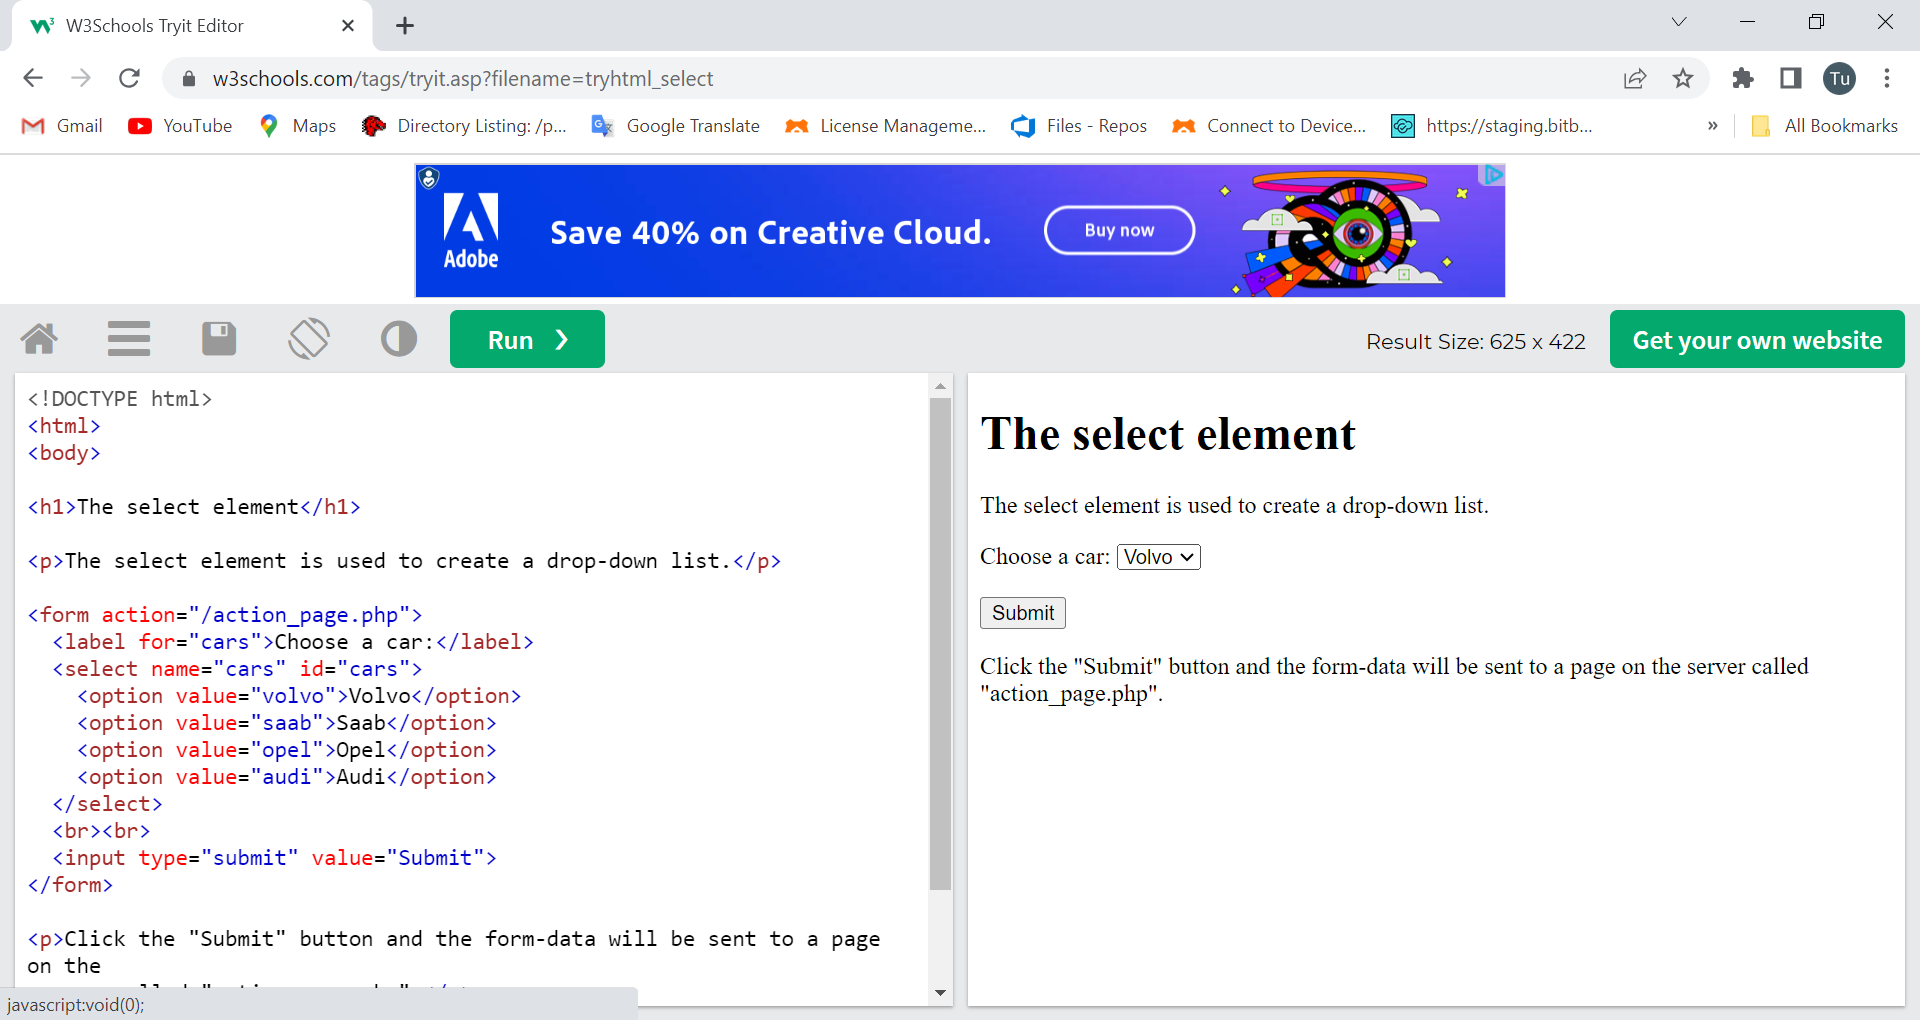 W3Schools Tryit Editor
w3schools.com/tags/tryit.asp?filename=tryhtml_select
Tu
Gmail YouTube Maps Directory Listing: /p... Google Translate License Manageme... Files - Repos Connect to Device... https://staging.bitb... » All Bookmarks
Adobe
Save 40% on Creative Cloud.
Buy now
Run ❯
Result Size: 625 x 422
Get your own website
<!DOCTYPE html>
<html>
<body>
<h1>The select element</h1>
<p>The select element is used to create a drop-down list.</p>
<form action="/action_page.php">
<label for="cars">Choose a car:</label>
<select name="cars" id="cars">
<option value="volvo">Volvo</option>
<option value="saab">Saab</option>
<option value="opel">Opel</option>
<option value="audi">Audi</option>
</select>
<br><br>
<input type="submit" value="Submit">
</form>
<p>Click the "Submit" button and the form-data will be sent to a page
on the
javascript:void(0);
The select element
The select element is used to create a drop-down list.
Choose a car: Volvo
Submit
Click the "Submit" button and the form-data will be sent to a page on the server called
"action_page.php".